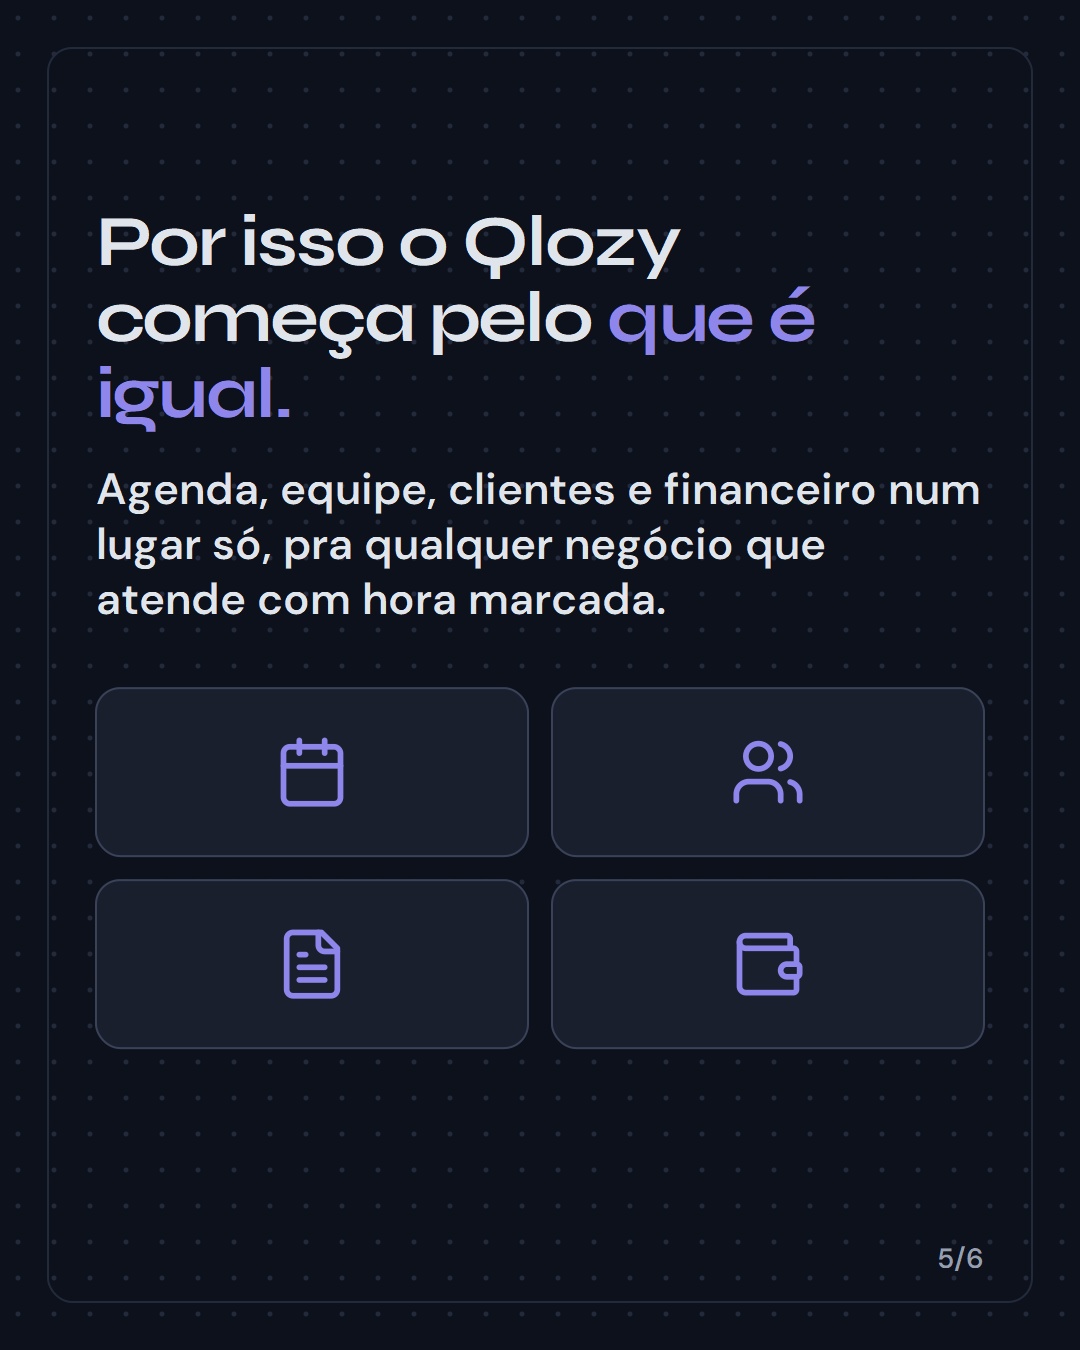 Por isso o Qlozy
começa pelo que é
igual.
Agenda, equipe, clientes e financeiro num
lugar só, pra qualquer negócio que
atende com hora marcada.
5/6